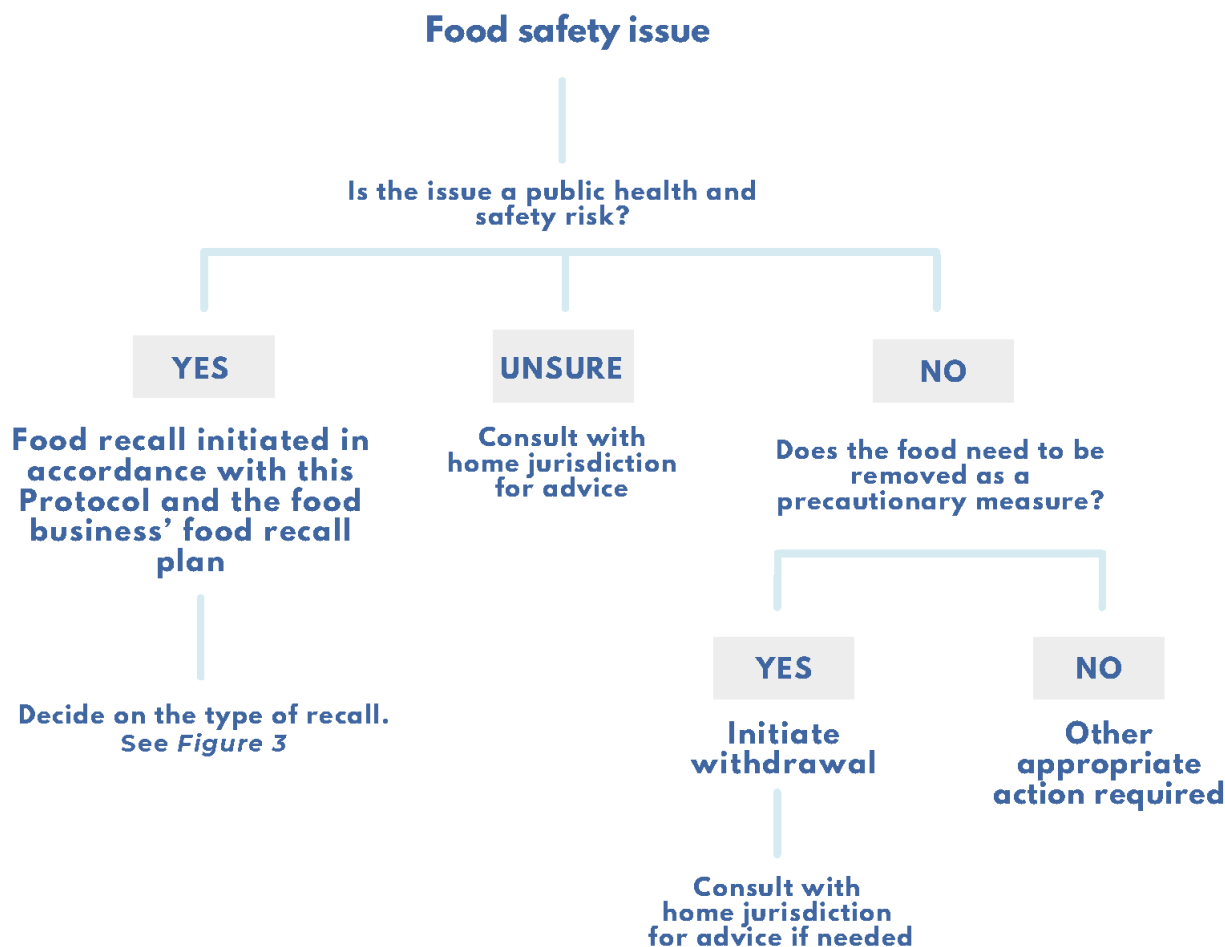 Food safety issue
Is the issue a public health and
safety risk?
YES
Food recall initiated in
accordance with this
Protocol and the food
business’ food recall
plan
Decide on the type of recall.
See Figure 3
UNSURE
Consult with
home jurisdiction
for advice
NO
Does the food need to be
removed as a
precautionary measure?
YES
Initiate
withdrawal
Consult with
home jurisdiction
for advice if needed
NO
Other
appropriate
action required